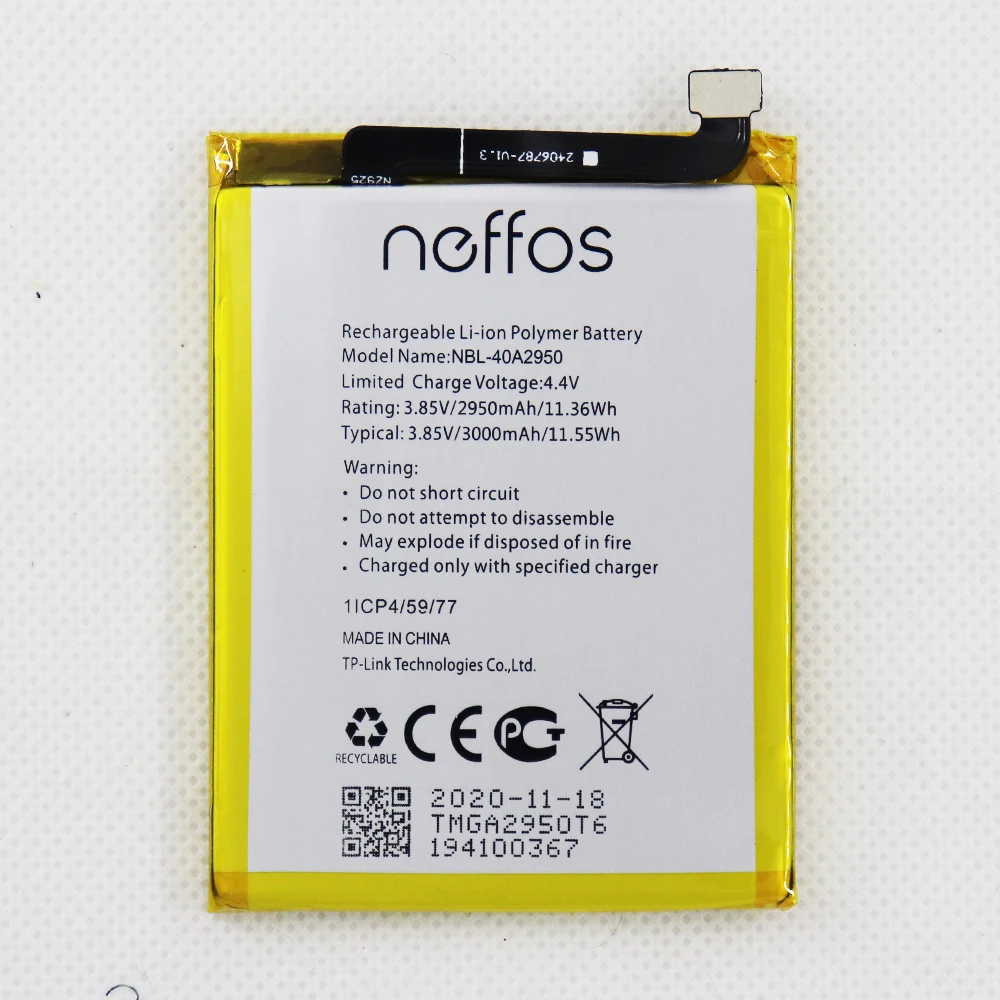 2406787-V1.3
NZ925
neffos
Rechargeable Li-ion Polymer Battery
Model Name:NBL-40A2950
Limited Charge Voltage:4.4V
Rating: 3.85V/2950mAh/11.36Wh
Typical: 3.85V/3000mAh/11.55Wh
Warning:
• Do not short circuit
• Do not attempt to disassemble
• May explode if disposed of in fire
• Charged only with specified charger
1ICP4/59/77
MADE IN CHINA
TP-Link Technologies Co.,Ltd.
CE PCT
RECYCLABLE
2020-11-18
TMGA2950T6
194100367